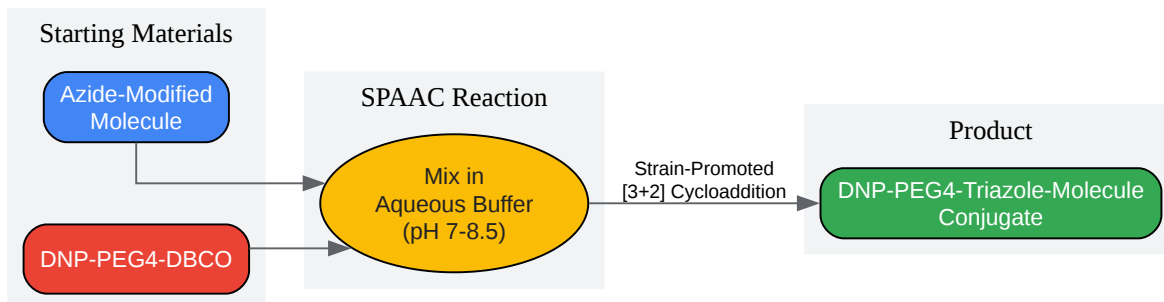 Starting Materials
Azide-Modified
Molecule
DNP-PEG4-DBCO
SPAAC Reaction
Mix in
Aqueous Buffer
(pH 7-8.5)
Strain-Promoted
[3+2] Cycloaddition
Product
DNP-PEG4-Triazole-Molecule
Conjugate